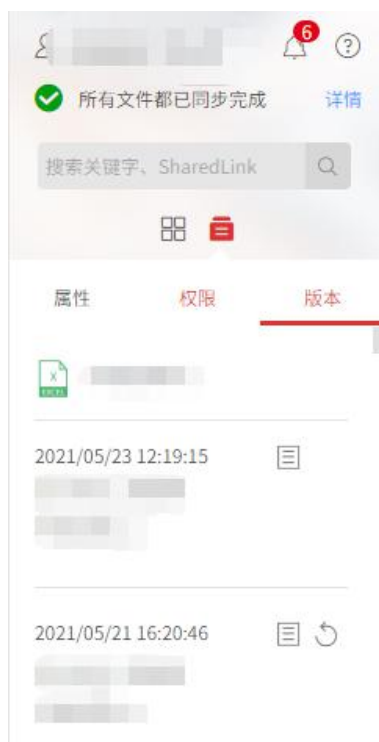 6
所有文件都已同步完成 详情
搜索关键字、SharedLink
属性 权限 版本
X
EXCEL
2021/05/23 12:19:15
2021/05/21 16:20:46